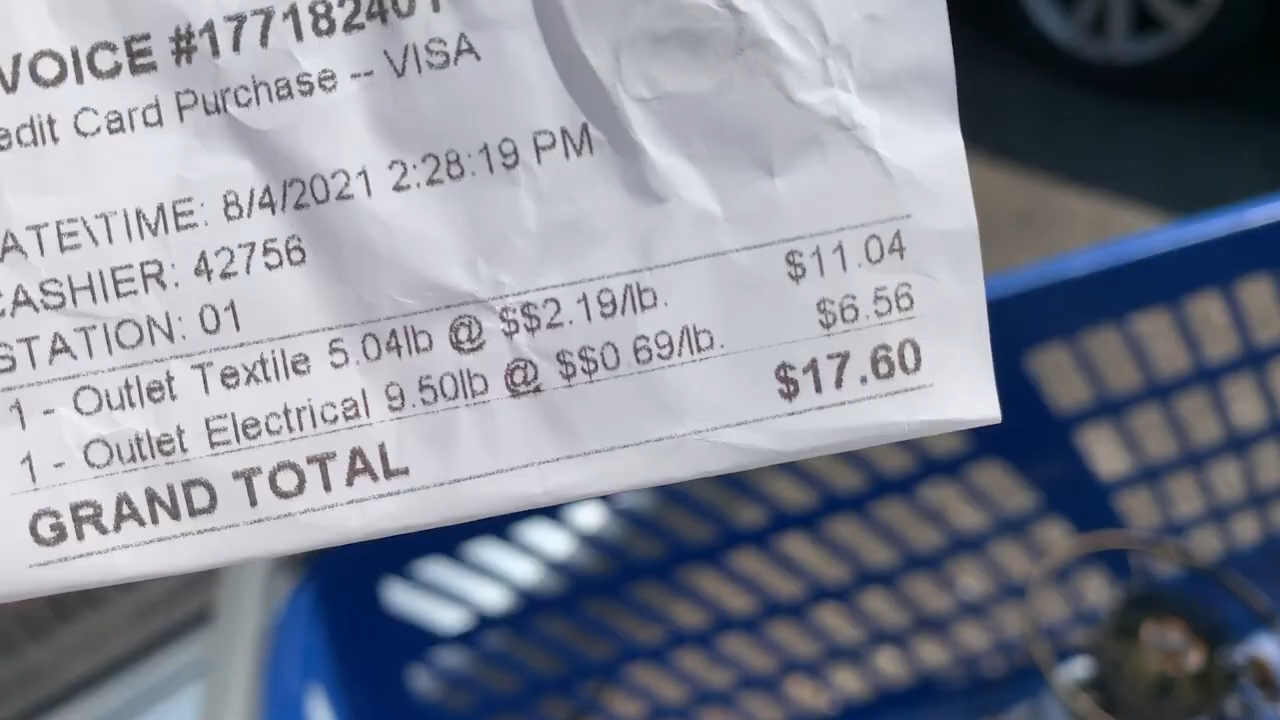 VOICE #17718240
edit Card Purchase -- VISA
ATE\TIME: 8/4/2021 2:28:19 PM
CASHIER: 42756
STATION: 01
1 - Outlet Textile 5.04lb @ $$2.19/lb. $11.04
1 - Outlet Electrical 9.50lb @ $$0.69/lb. $6.56
GRAND TOTAL $17.60